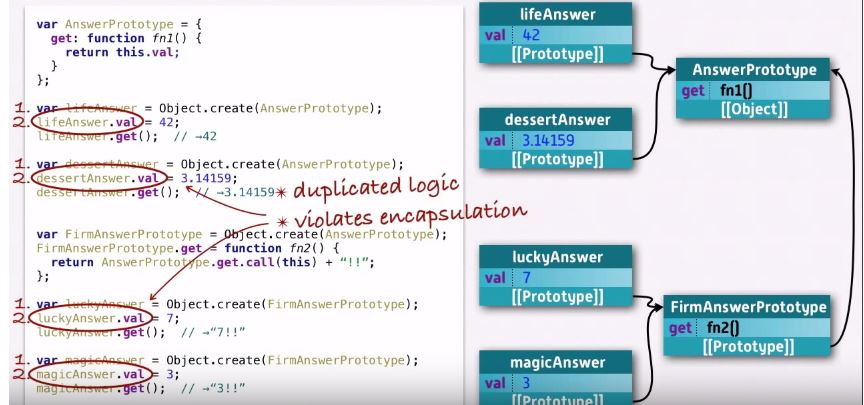 var AnswerPrototype = {
get: function fn1() {
return this.val;
}
};
1. var lifeAnswer = Object.create(AnswerPrototype);
2. lifeAnswer.val = 42;
lifeAnswer.get();  // →42
1. var dessertAnswer = Object.create(AnswerPrototype);
2. dessertAnswer.val = 3.14159;
dessertAnswer.get();  // →3.14159
* duplicated logic
* violates encapsulation
var FirmAnswerPrototype = Object.create(AnswerPrototype);
FirmAnswerPrototype.get = function fn2() {
return AnswerPrototype.get.call(this) + “!!”;
};
1. var luckyAnswer = Object.create(FirmAnswerPrototype);
2. luckyAnswer.val = 7;
luckyAnswer.get();  // →“7!!”
1. var magicAnswer = Object.create(FirmAnswerPrototype);
2. magicAnswer.val = 3;
magicAnswer.get();  // →“3!!”
lifeAnswer
val 42
[[Prototype]]
dessertAnswer
val 3.14159
[[Prototype]]
AnswerPrototype
get fn1()
[[Object]]
luckyAnswer
val 7
[[Prototype]]
FirmAnswerPrototype
get fn2()
[[Prototype]]
magicAnswer
val 3
[[Prototype]]